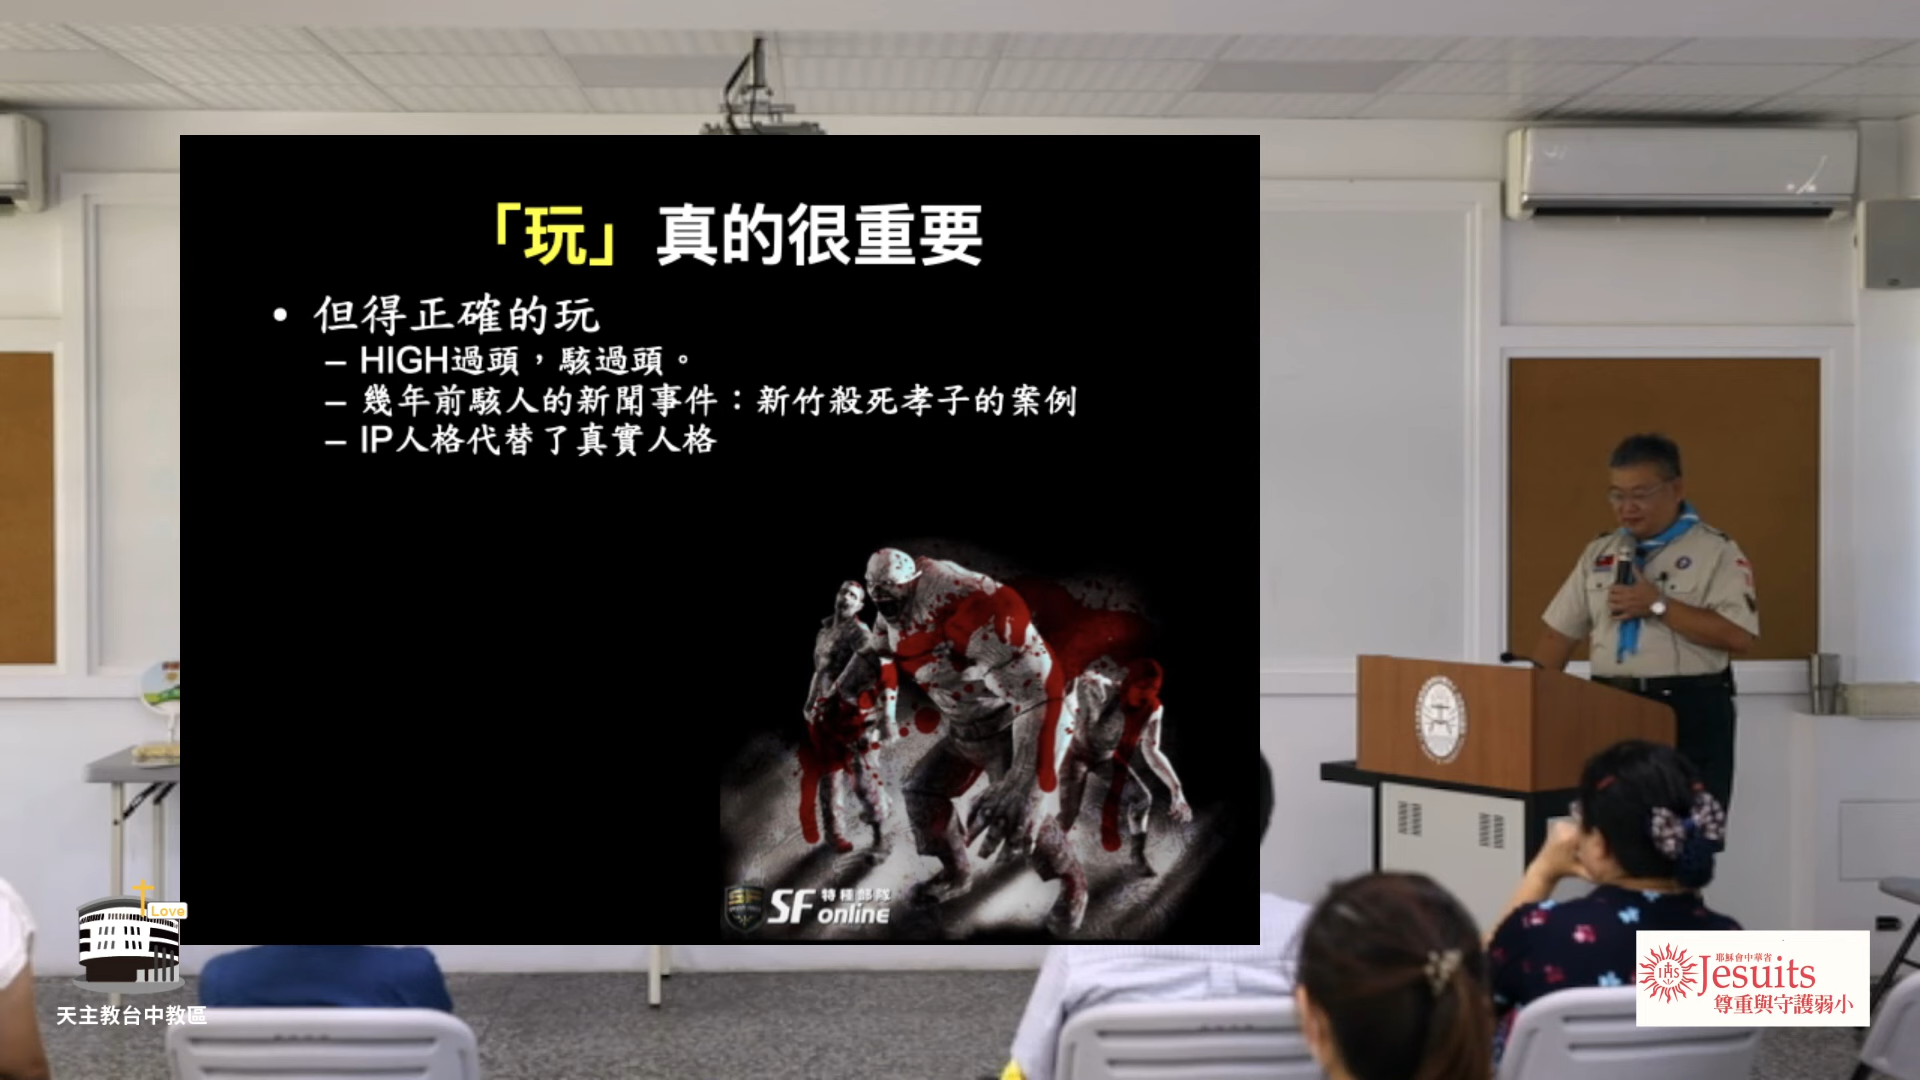 「玩」真的很重要
• 但得正確的玩
– HIGH過頭，駭過頭。
– 幾年前駭人的新聞事件：新竹殺死孝子的案例
– IP人格代替了真實人格
SF 特種部隊 online
Love
天主教台中教區
耶穌會中華省
IHS
Jesuits
尊重與守護弱小